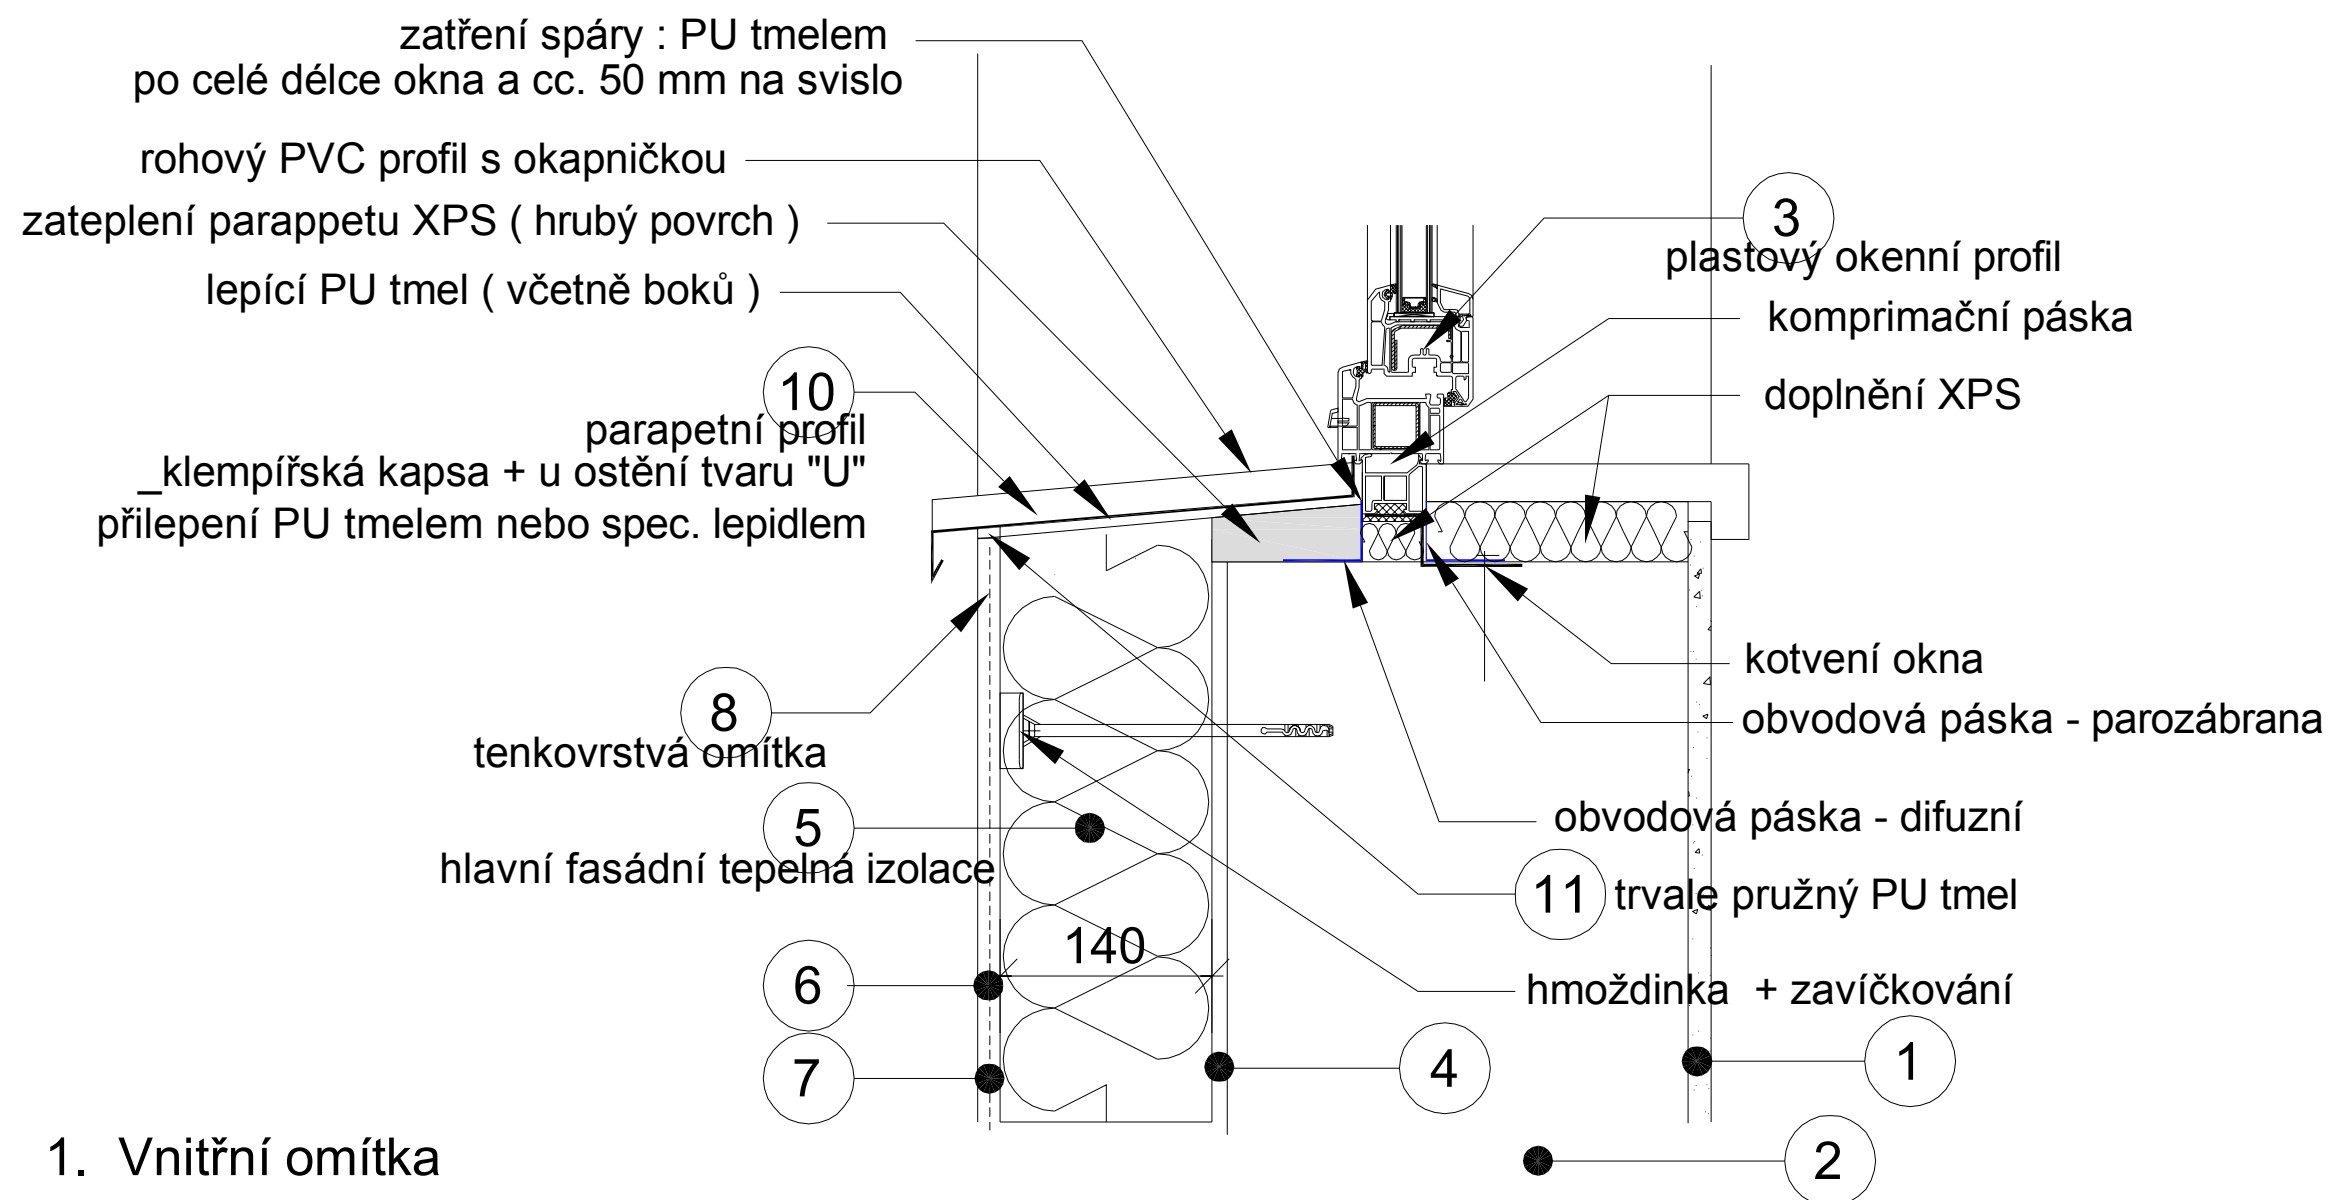 zatření spáry : PU tmelem
po celé délce okna a cc. 50 mm na svislo
rohový PVC profil s okapničkou
zateplení parappetu XPS ( hrubý povrch )
lepící PU tmel ( včetně boků )
10
parapetní profil
_klempířská kapsa + u ostění tvaru "U"
přilepení PU tmelem nebo spec. lepidlem
8
tenkovrstvá omítka
5
hlavní fasádní tepelná izolace
6
7
140
3
plastový okenní profil
komprimační páska
doplnění XPS
kotvení okna
obvodová páska - parozábrana
obvodová páska - difuzní
11 trvale pružný PU tmel
hmoždinka + zavíčkování
4
1
2
1. Vnitřní omítka